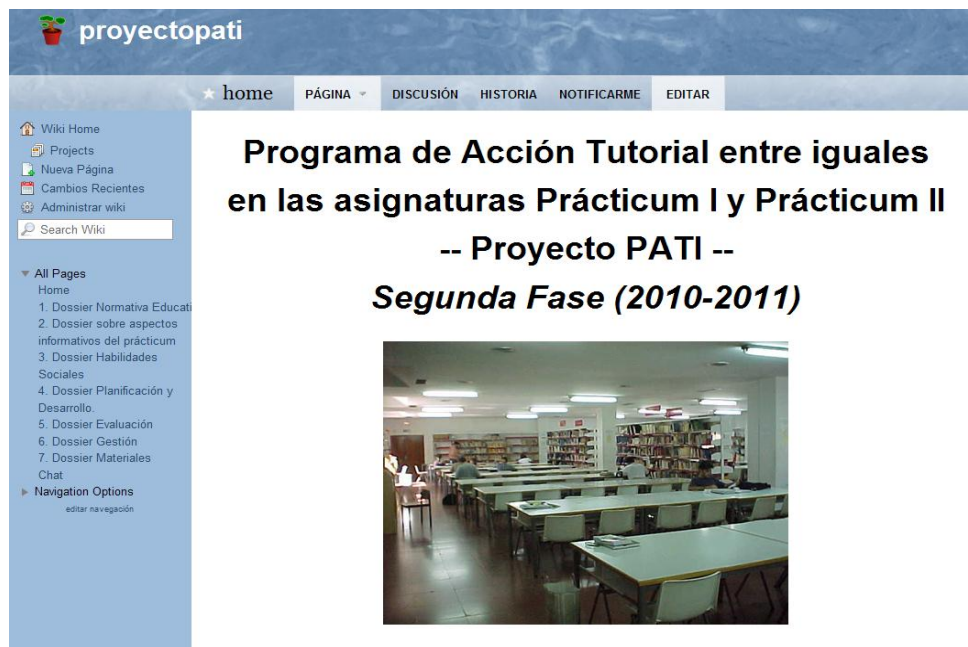 proyectopati
home PÁGINA DISCUSIÓN HISTORIA NOTIFICARME EDITAR
Wiki Home
Projects
Nueva Página
Cambios Recientes
Administrar wiki
Search Wiki
All Pages
Home
1. Dossier Normativa Educati
2. Dossier sobre aspectos
informativos del prácticum
3. Dossier Habilidades
Sociales
4. Dossier Planificación y
Desarrollo.
5. Dossier Evaluación
6. Dossier Gestión
7. Dossier Materiales
Chat
Navigation Options
editar navegación
Programa de Acción Tutorial entre iguales
en las asignaturas Prácticum I y Prácticum II
-- Proyecto PATI --
Segunda Fase (2010-2011)